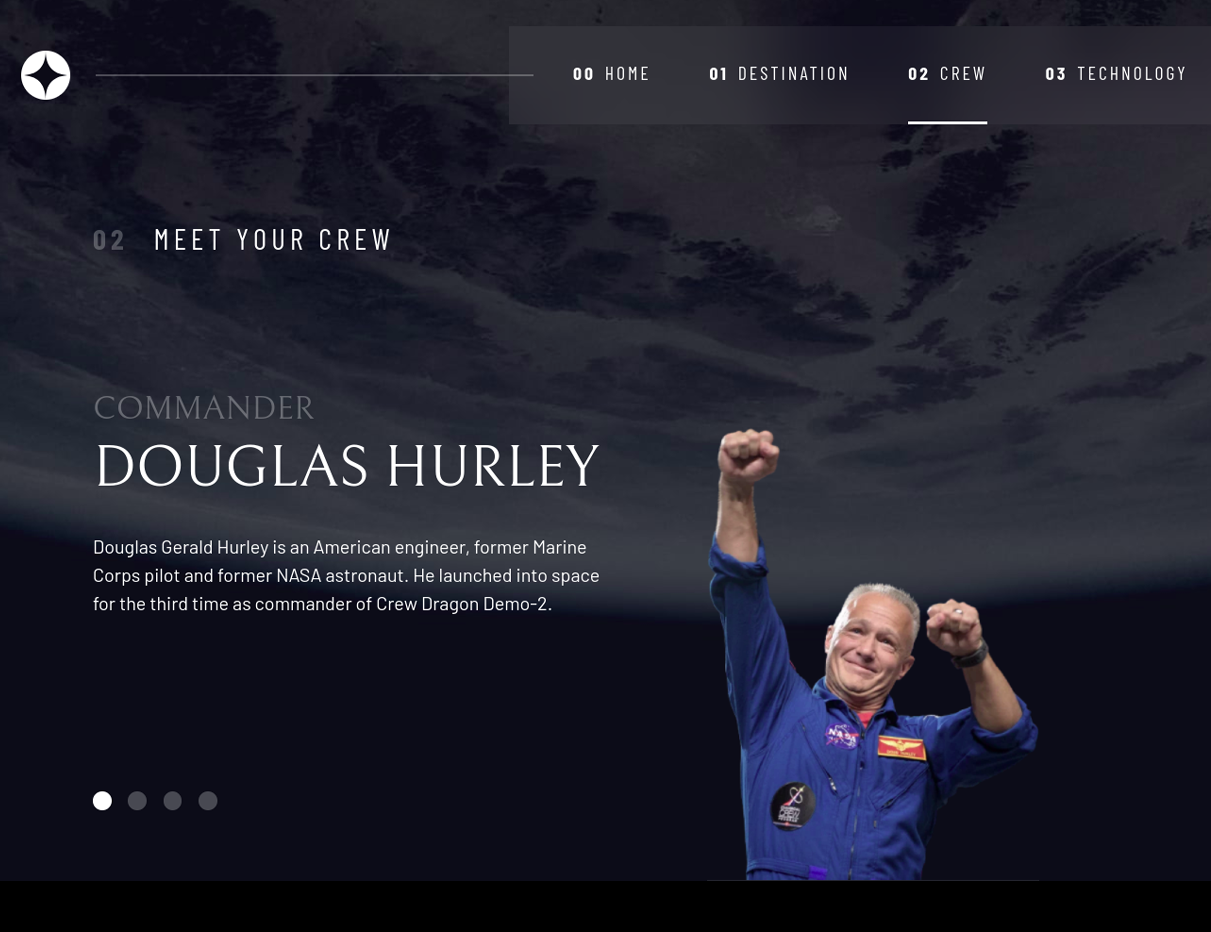 00 HOME
01 DESTINATION
02 CREW
03 TECHNOLOGY
02 MEET YOUR CREW
COMMANDER
DOUGLAS HURLEY
Douglas Gerald Hurley is an American engineer, former Marine
Corps pilot and former NASA astronaut. He launched into space
for the third time as commander of Crew Dragon Demo-2.
NASA